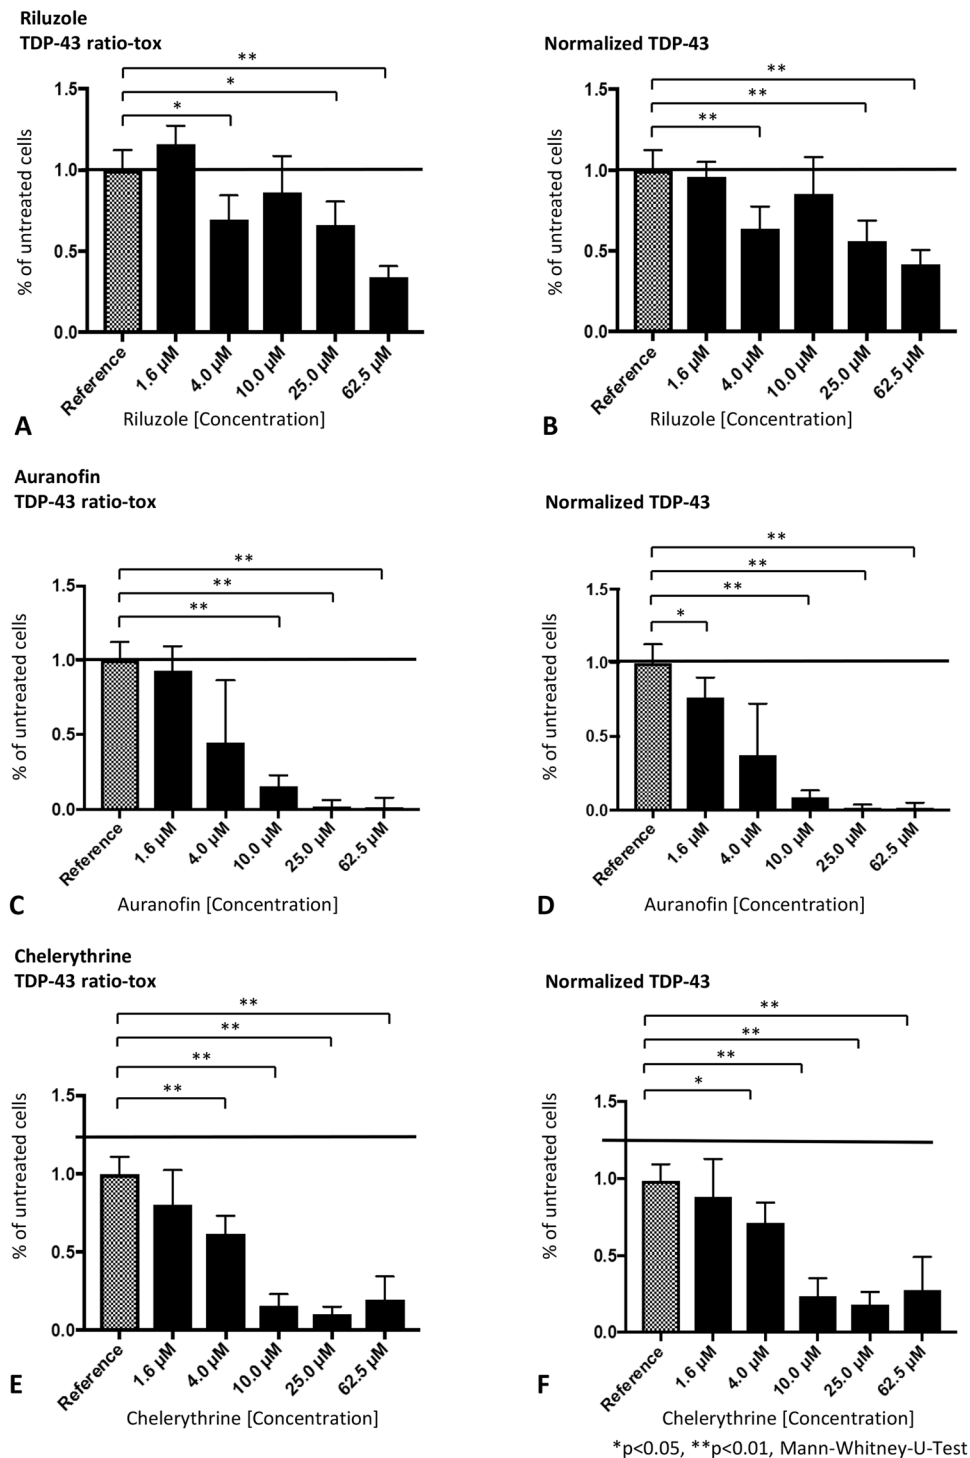 Riluzole
TDP-43 ratio-tox
Normalized TDP-43
**
*
*
**
**
**
% of untreated cells
1.5
1.0
0.5
0.0
Reference
1.6 µM
4.0 µM
10.0 µM
25.0 µM
62.5 µM
Riluzole [Concentration]
A
% of untreated cells
1.5
1.0
0.5
0.0
Reference
1.6 µM
4.0 µM
10.0 µM
25.0 µM
62.5 µM
Riluzole [Concentration]
B
Auranofin
TDP-43 ratio-tox
Normalized TDP-43
**
**
**
**
**
**
*
% of untreated cells
1.5
1.0
0.5
0.0
Reference
1.6 µM
4.0 µM
10.0 µM
25.0 µM
62.5 µM
Auranofin [Concentration]
C
% of untreated cells
1.5
1.0
0.5
0.0
Reference
1.6 µM
4.0 µM
10.0 µM
25.0 µM
62.5 µM
Auranofin [Concentration]
D
Chelerythrine
TDP-43 ratio-tox
Normalized TDP-43
**
**
**
**
**
**
**
*
% of untreated cells
1.5
1.0
0.5
0.0
Reference
1.6 µM
4.0 µM
10.0 µM
25.0 µM
62.5 µM
Chelerythrine [Concentration]
E
% of untreated cells
1.5
1.0
0.5
0.0
Reference
1.6 µM
4.0 µM
10.0 µM
25.0 µM
62.5 µM
Chelerythrine [Concentration]
F
*p<0.05, **p<0.01, Mann-Whitney-U-Test